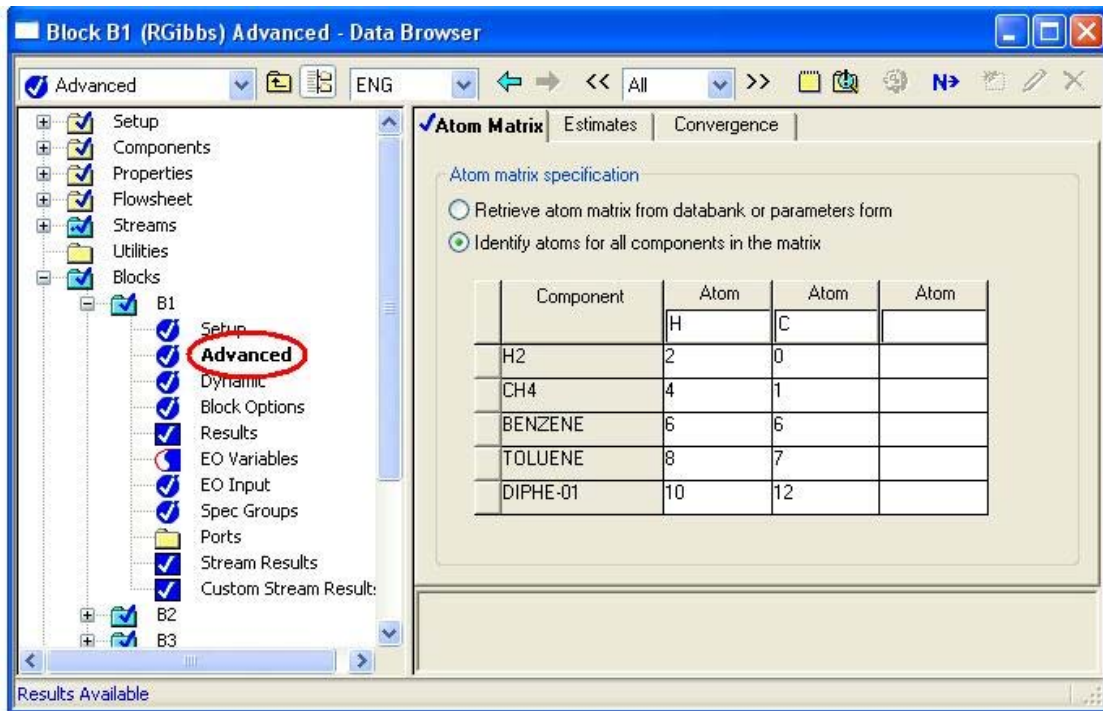 Block B1 (RGibbs) Advanced - Data Browser
Advanced ENG << All >> N>
Setup
Components
Properties
Flowsheet
Streams
Utilities
Blocks
B1
Setup
Advanced
Dynamic
Block Options
Results
EO Variables
EO Input
Spec Groups
Ports
Stream Results
Custom Stream Result:
B2
B3
Atom Matrix Estimates Convergence
Atom matrix specification
Retrieve atom matrix from databank or parameters form
Identify atoms for all components in the matrix
Component Atom Atom Atom
H C
H2 2 0
CH4 4 1
BENZENE 6 6
TOLUENE 8 7
DIPHE-01 10 12
Results Available